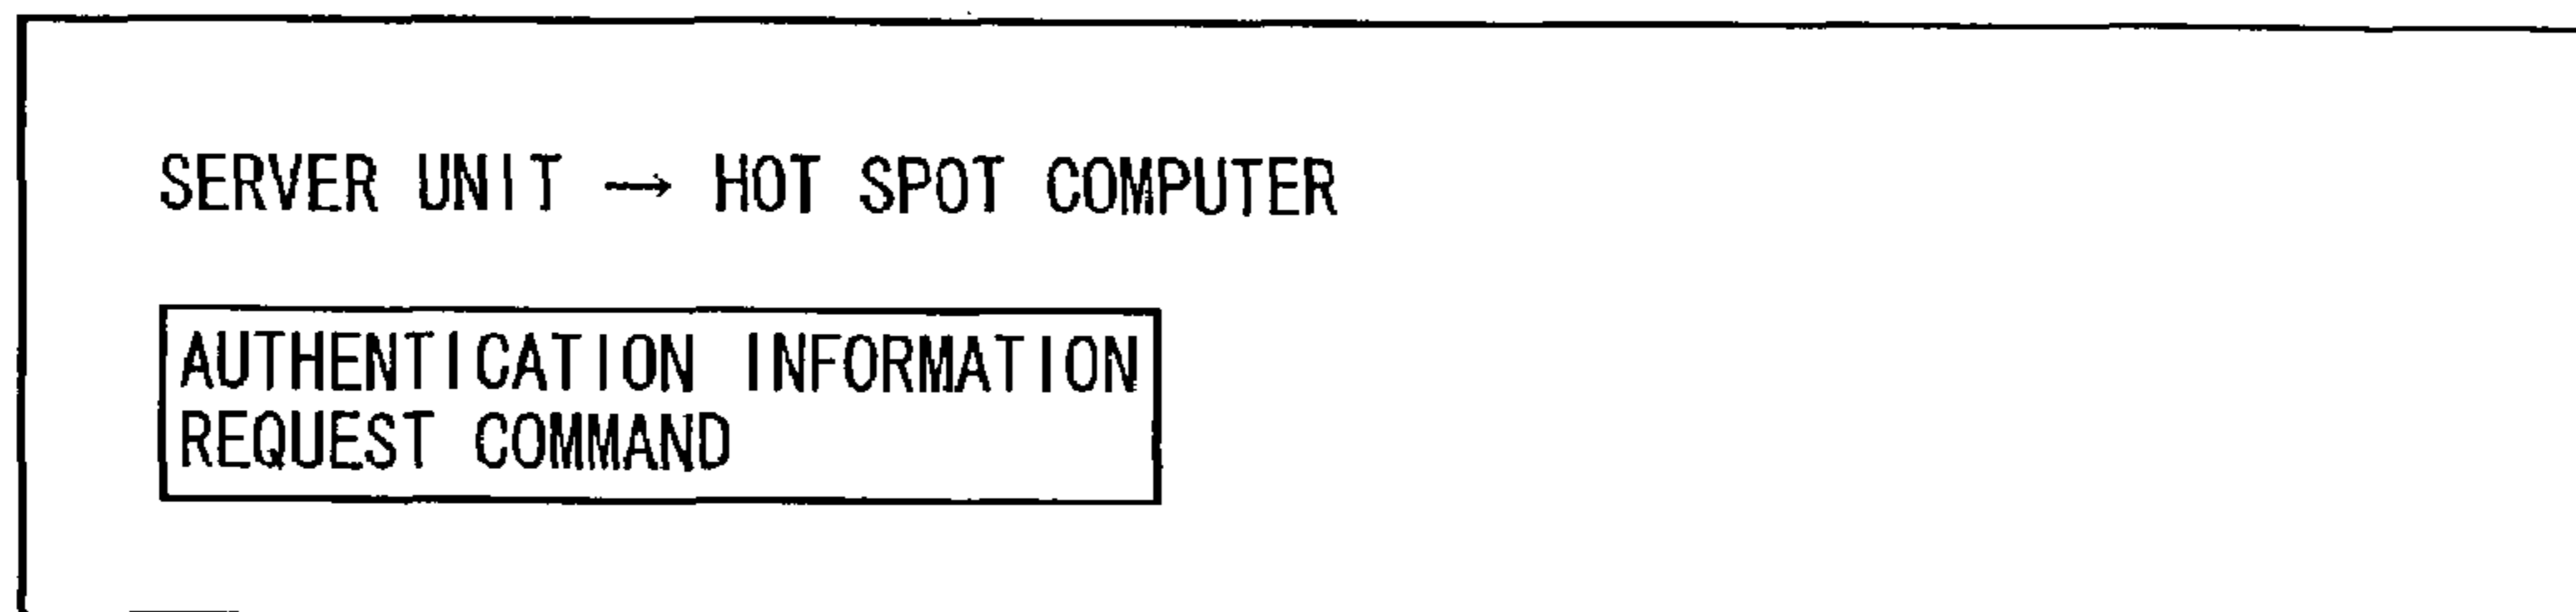 SERVER UNIT → HOT SPOT COMPUTER
AUTHENTICATION INFORMATION
REQUEST COMMAND